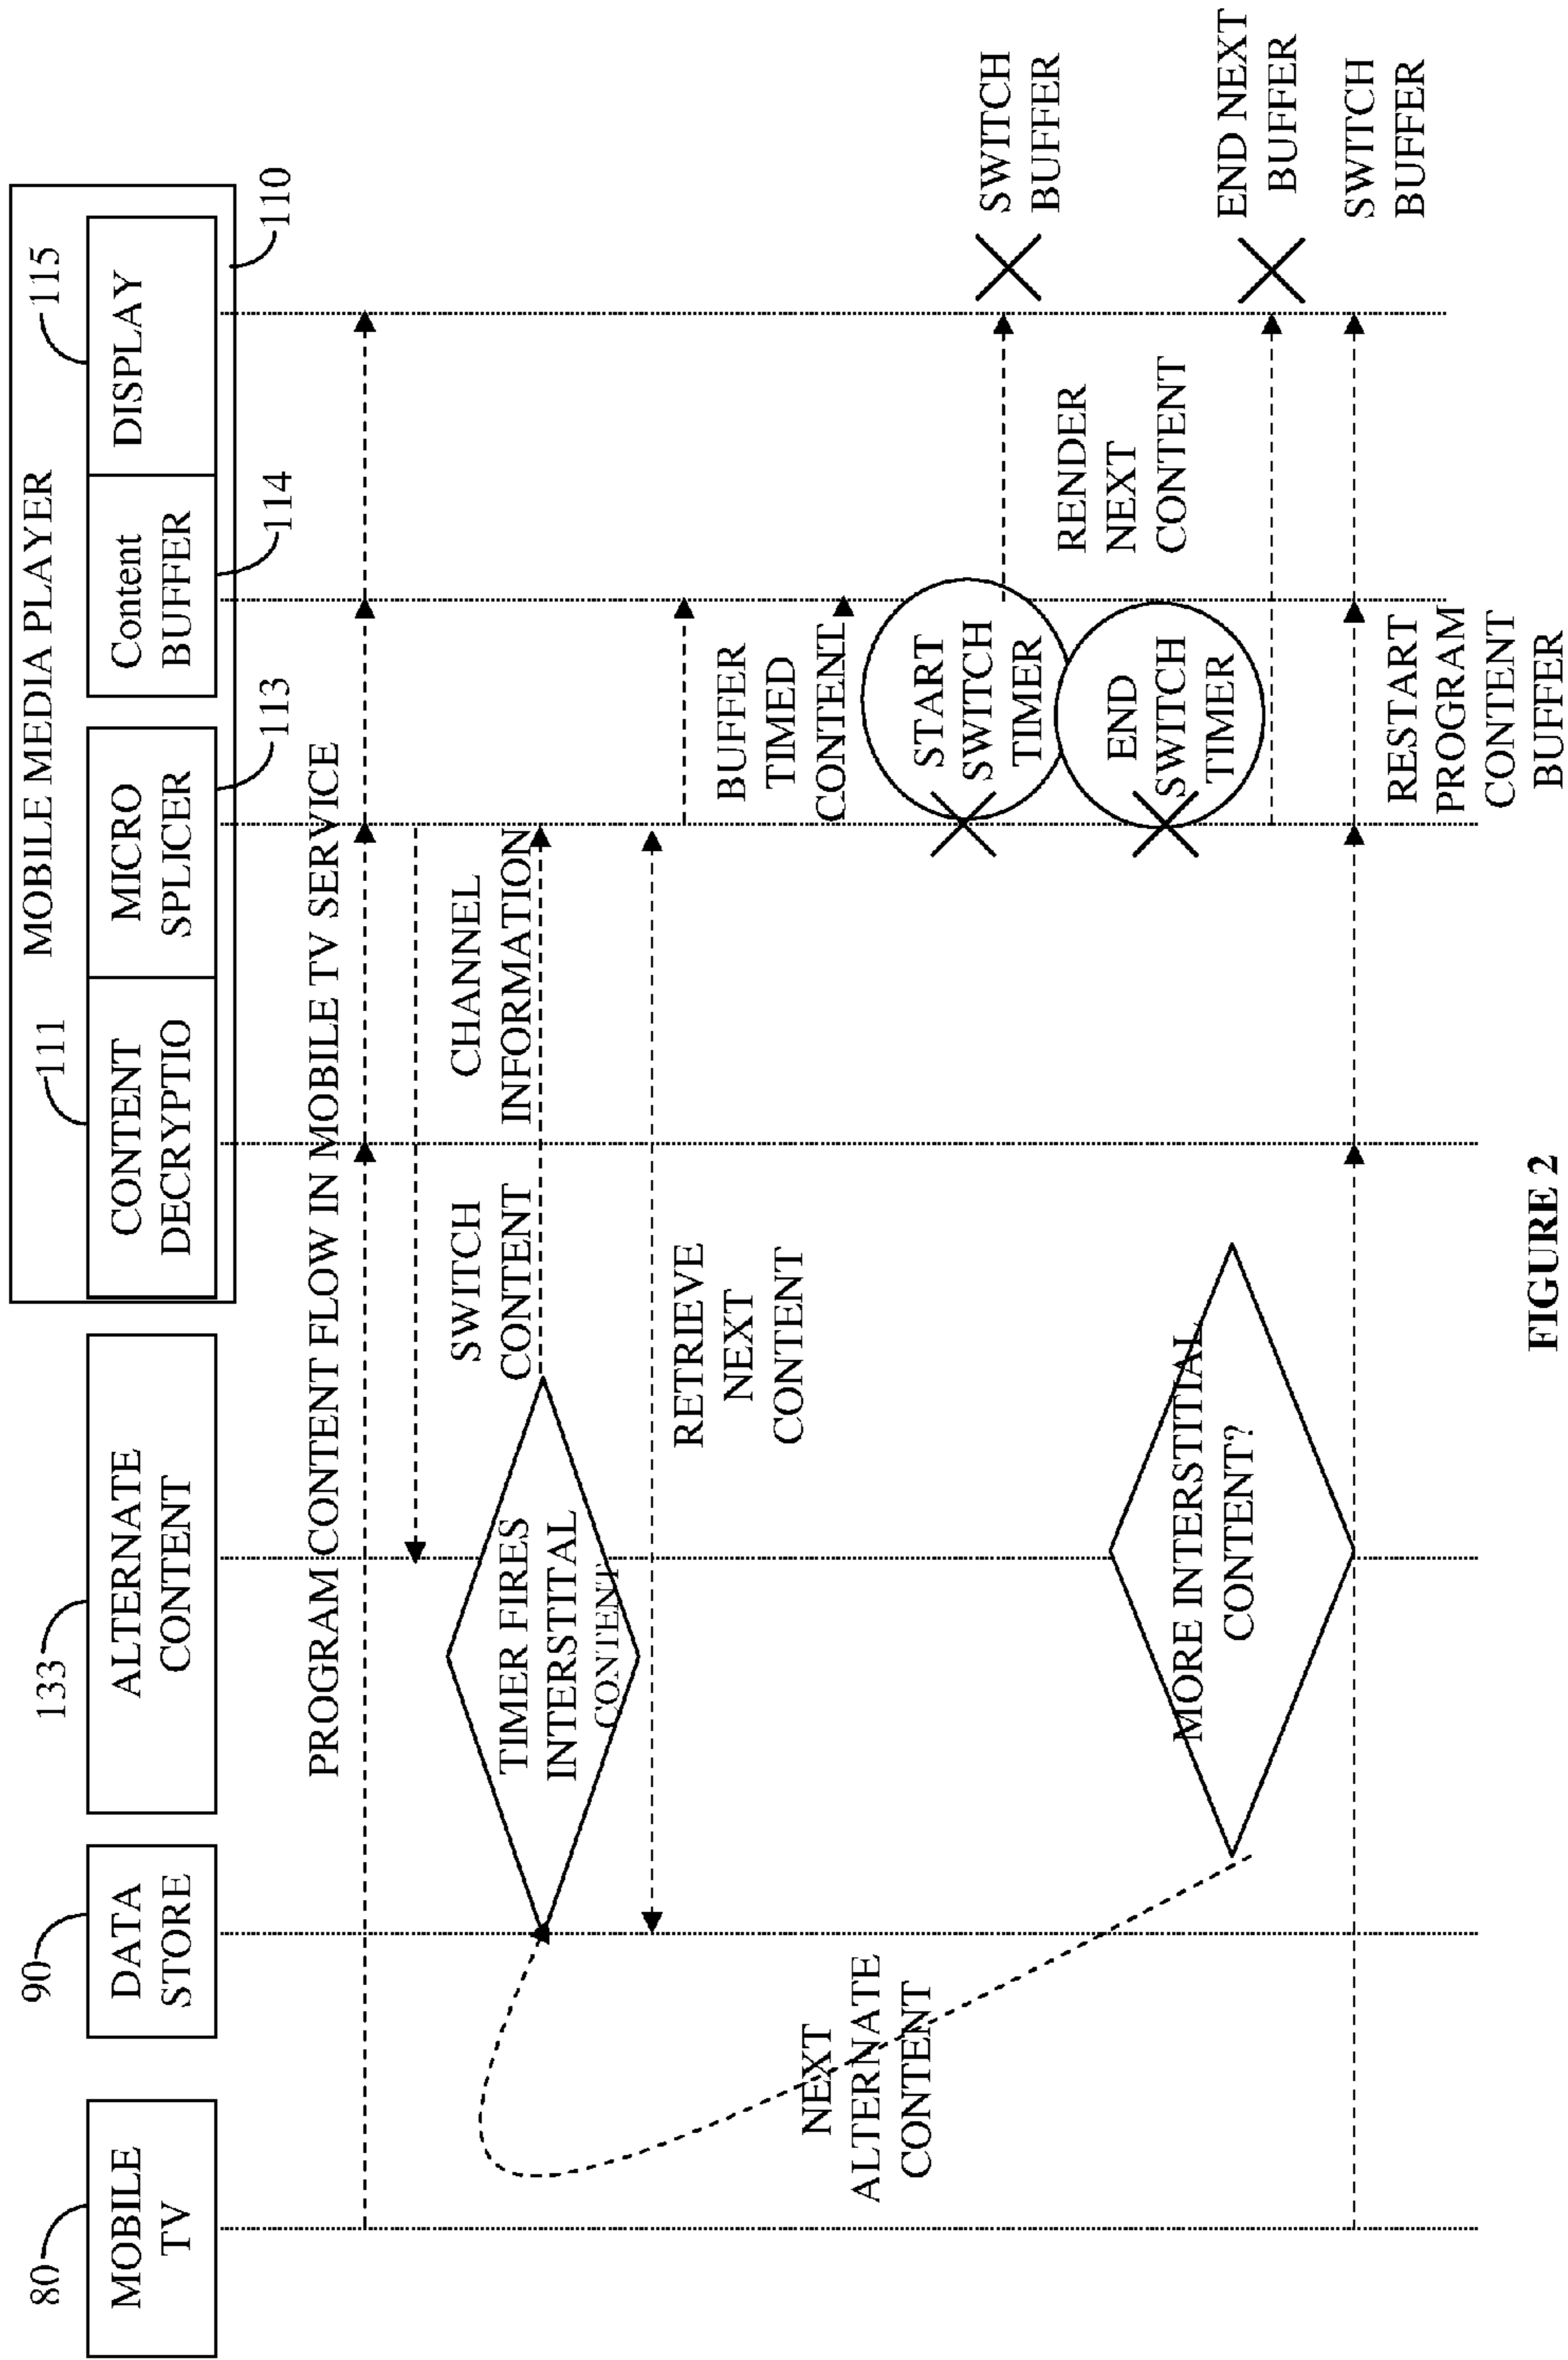 MOBILE MEDIA PLAYER
80
90
133
111
115
MOBILE
TV
DATA
STORE
ALTERNATE
CONTENT
CONTENT
DECRYPTIO
MICRO
SPLICER
Content
BUFFER
DISPLAY
113
114
110
PROGRAM CONTENT FLOW IN MOBILE TV SERVICE
CHANNEL
INFORMATION
SWITCH
CONTENT
TIMER FIRES
INTERSTITAL
CONTENT
RETRIEVE
NEXT
CONTENT
BUFFER
TIMED
CONTENT
NEXT
ALTERNATE
CONTENT
START
SWITCH
TIMER
SWITCH
BUFFER
RENDER
NEXT
CONTENT
END
SWITCH
TIMER
MORE INTERSTITIAL
CONTENT?
END NEXT
BUFFER
SWITCH
BUFFER
RESTART
PROGRAM
CONTENT
BUFFER
FIGURE 2